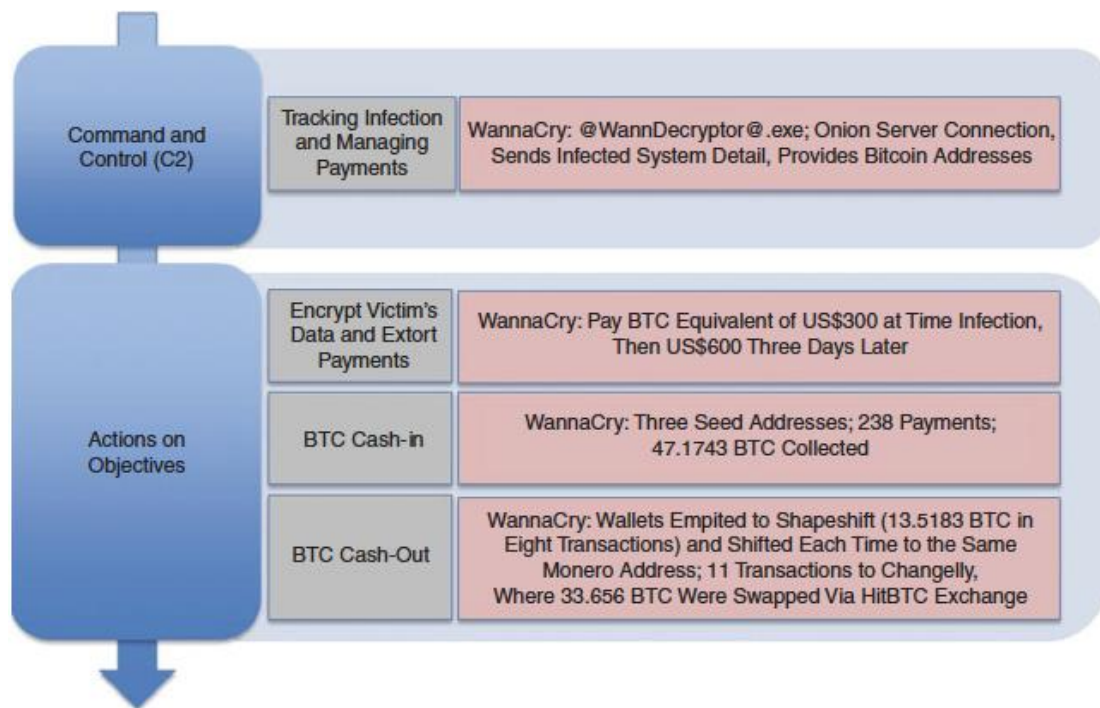 Command and
Control (C2)
Tracking Infection
and Managing
Payments
WannaCry: @WannDecryptor@.exe; Onion Server Connection,
Sends Infected System Detail, Provides Bitcoin Addresses
Actions on
Objectives
Encrypt Victim's
Data and Extort
Payments
WannaCry: Pay BTC Equivalent of US$300 at Time Infection,
Then US$600 Three Days Later
BTC Cash-in
WannaCry: Three Seed Addresses; 238 Payments;
47.1743 BTC Collected
BTC Cash-Out
WannaCry: Wallets Empited to Shapeshift (13.5183 BTC in
Eight Transactions) and Shifted Each Time to the Same
Monero Address; 11 Transactions to Changelly,
Where 33.656 BTC Were Swapped Via HitBTC Exchange